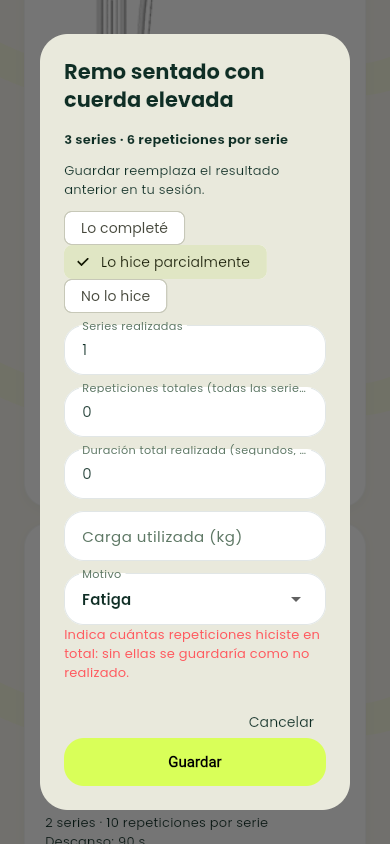 Remo sentado con
cuerda elevada
3 series · 6 repeticiones por serie
Guardar reemplaza el resultado
anterior en tu sesión.
Lo completé
Lo hice parcialmente
No lo hice
Series realizadas
1
Repeticiones totales (todas las serie...
0
Duración total realizada (segundos, ...
0
Carga utilizada (kg)
Motivo
Fatiga
Indica cuántas repeticiones hiciste en
total: sin ellas se guardaría como no
realizado.
Cancelar
Guardar
2 series · 10 repeticiones por serie
Descanso: 90 s